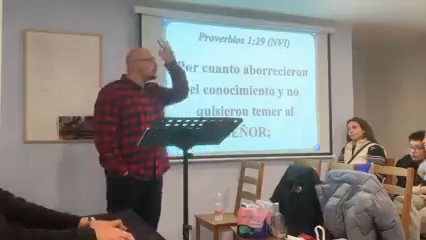 Proverbios 1:29 (NVI)
Por cuanto aborrecieron
el conocimiento y no
quisieron temer al
SEÑOR;